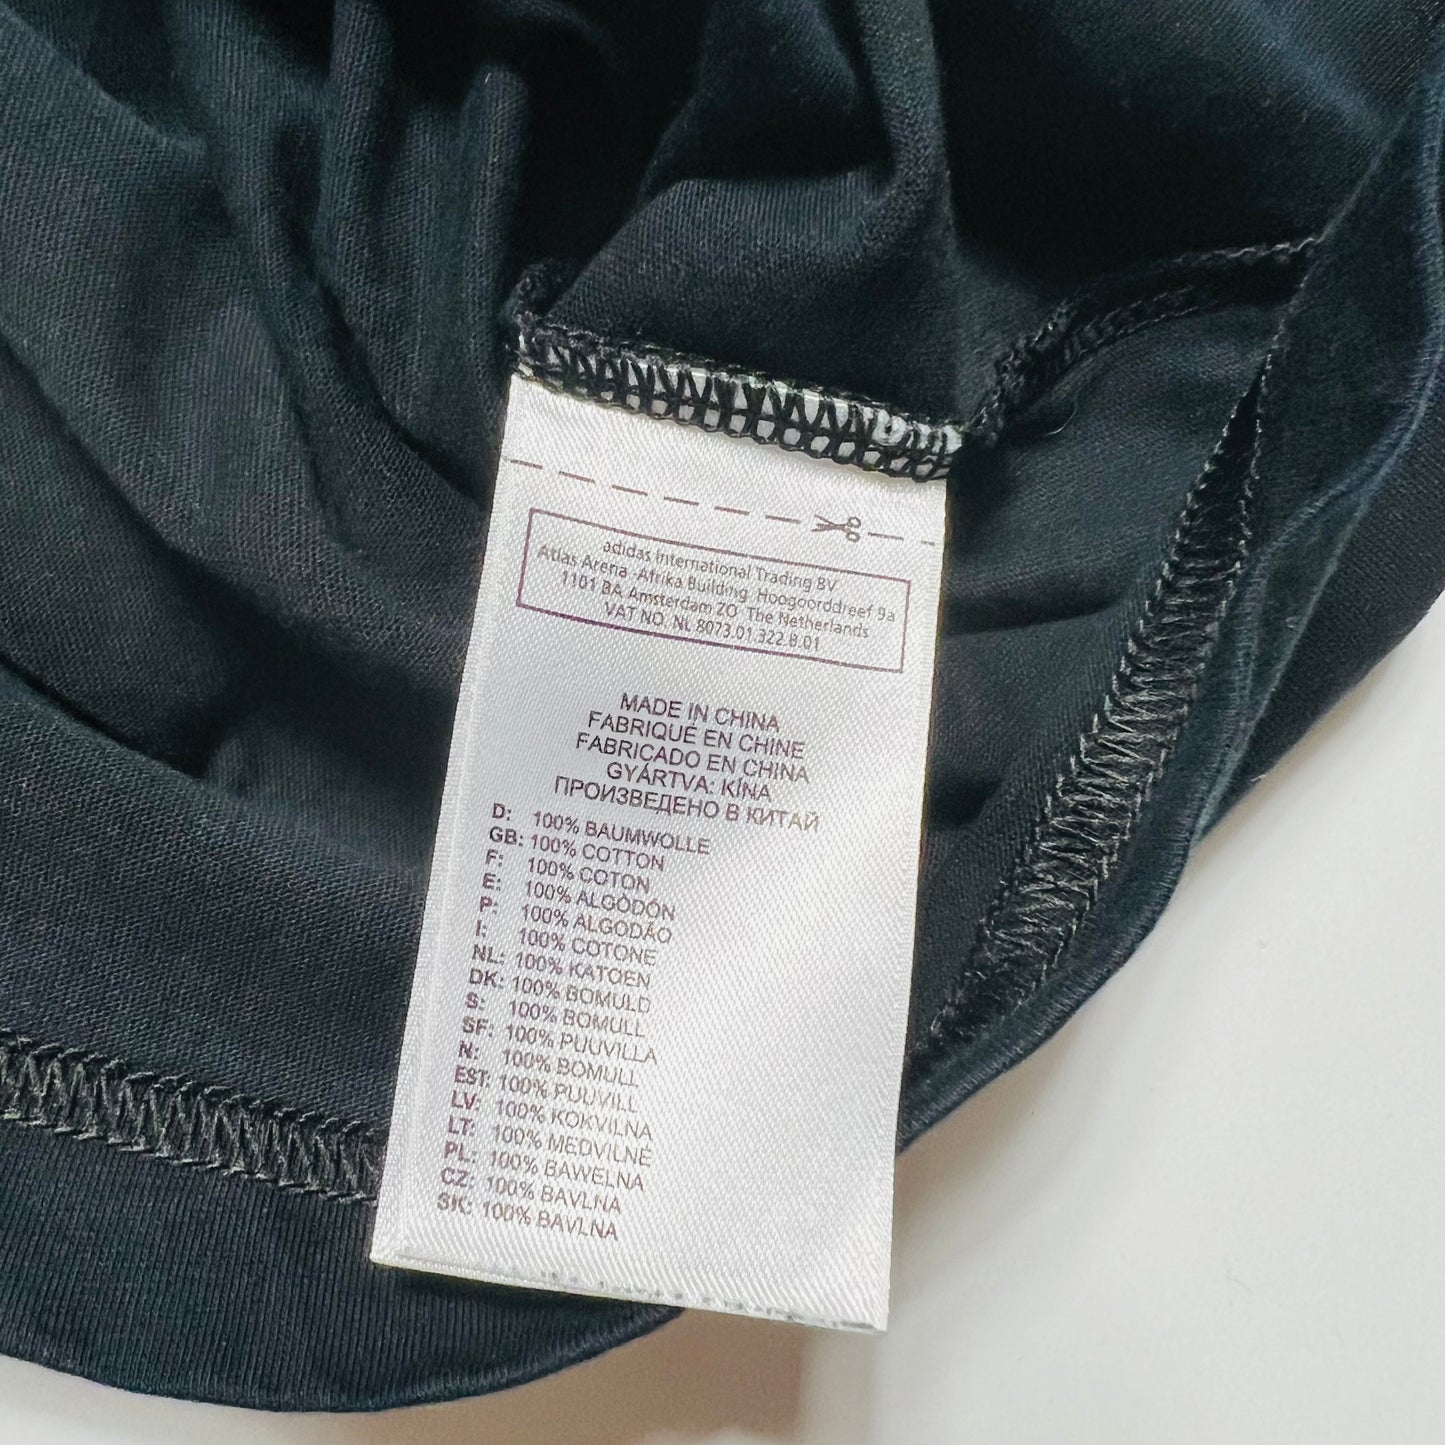 adidas International Trading BV
Atlas Arena -Afrika Building Hoogoorddreef 9a
1101 BA Amsterdam ZO The Netherlands
VAT NO. NL 8073.01.322.B.01
MADE IN CHINA
FABRIQUÉ EN CHINE
FABRICADO EN CHINA
GYÁRTVA: KÍNA
ПРОИЗВЕДЕНО В КИТАЙ
D: 100% BAUMWOLLE
GB: 100% COTTON
F: 100% COTON
E: 100% ALGODÓN
P: 100% ALGODÃO
I: 100% COTONE
NL: 100% KATOEN
DK: 100% BOMULD
S: 100% BOMULL
SF: 100% PUUVILLA
N: 100% BOMULL
EST: 100% PUUVILL
LV: 100% KOKVILNA
LT: 100% MEDVILNĖ
PL: 100% BAWEŁNA
CZ: 100% BAVLNA
SK: 100% BAVLNA